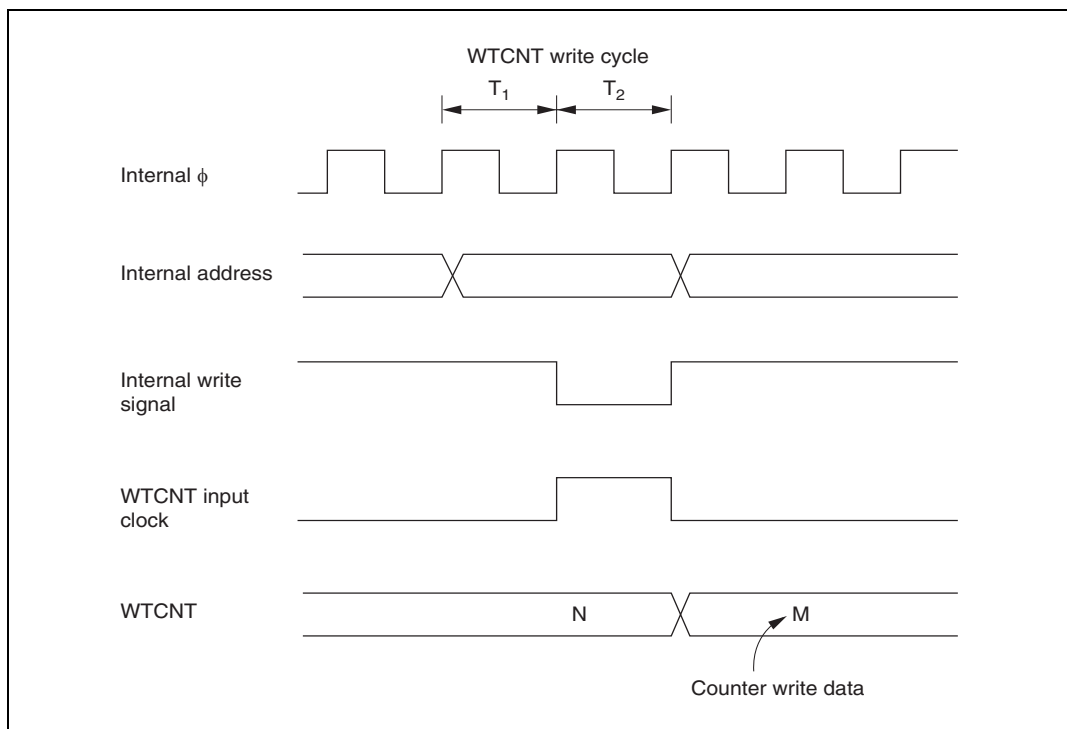 WTCNT write cycle
T1 T2
Internal ϕ
Internal address
Internal write
signal
WTCNT input
clock
WTCNT N M
Counter write data